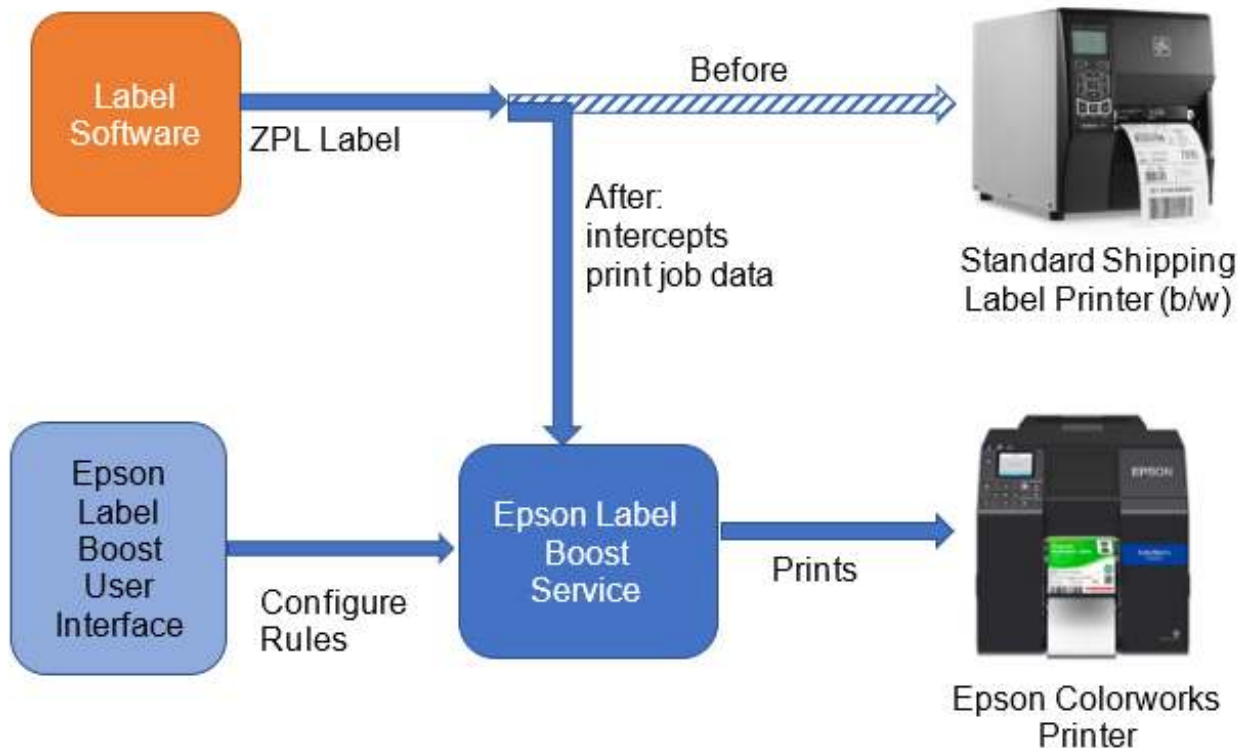 Label
Software
ZPL Label
Before
After:
intercepts
print job data
Standard Shipping
Label Printer (b/w)
Epson
Label
Boost
User
Interface
Configure
Rules
Epson Label
Boost
Service
Prints
EPSON
Epson Colorworks
Printer